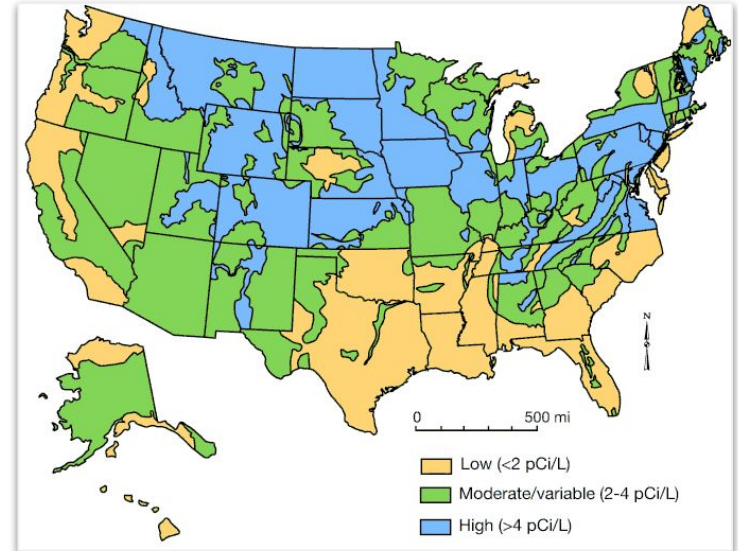 N
0 500 mi
Low (<2 pCi/L)
Moderate/variable (2-4 pCi/L)
High (>4 pCi/L)